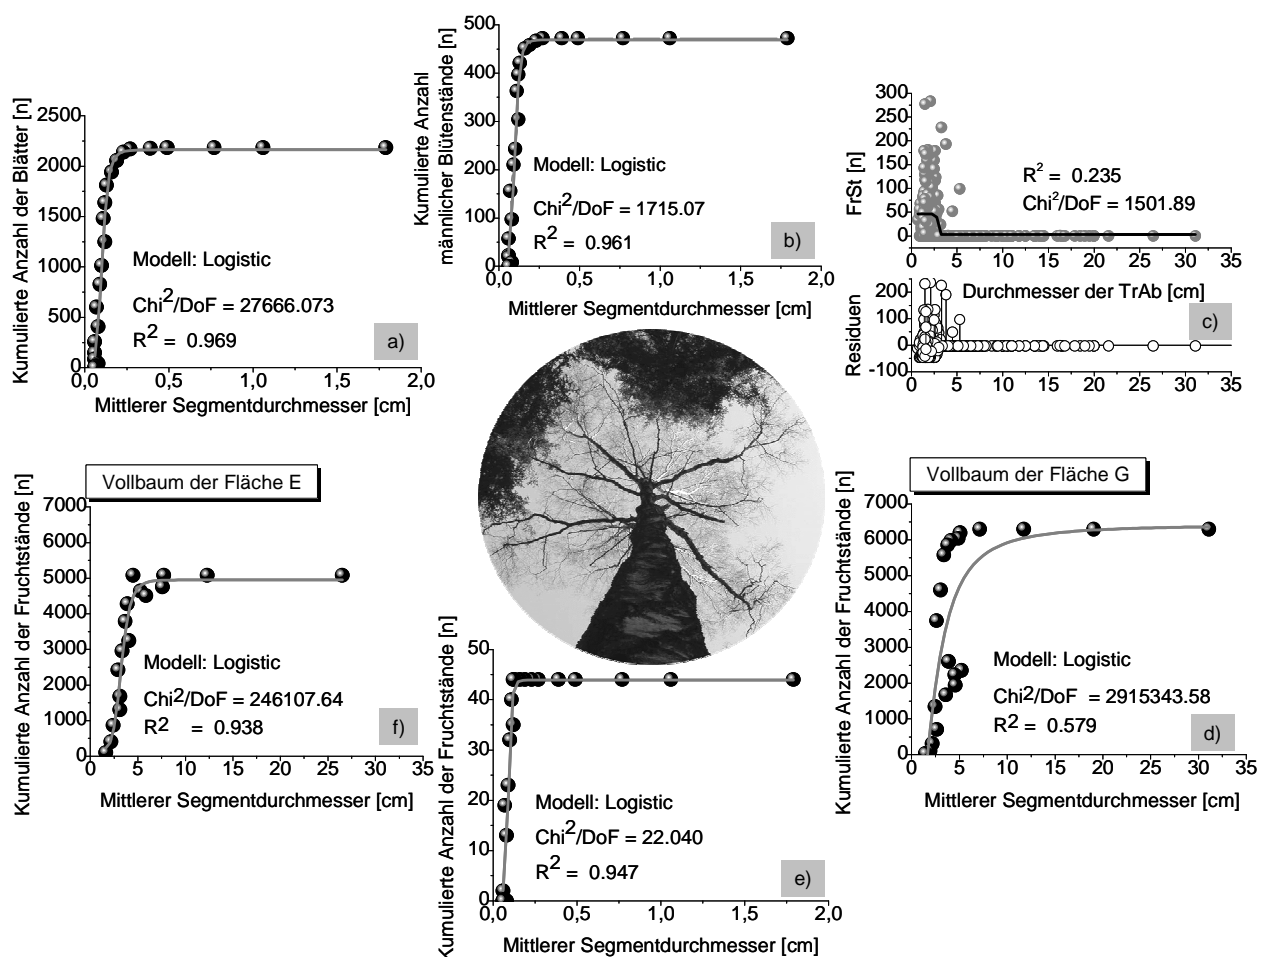 Kumulierte Anzahl der Blätter [n]
2500
2000
1500
1000
500
0
0,0 0,5 1,0 1,5 2,0
Mittlerer Segmentdurchmesser [cm]
Modell: Logistic
Chi2/DoF = 27666.073
R2 = 0.969
a)
Kumulierte Anzahl
männlicher Blütenstände [n]
500
400
300
200
100
0
0,0 0,5 1,0 1,5 2,0
Mittlerer Segmentdurchmesser [cm]
Modell: Logistic
Chi2/DoF = 1715.07
R2 = 0.961
b)
FrSt [n]
300
250
200
150
100
50
0
R2 = 0.235
Chi2/DoF = 1501.89
0 5 10 15 20 25 30 35
Durchmesser der TrAb [cm]
c)
Residuen
200
100
0
-100
0 5 10 15 20 25 30 35
Vollbaum der Fläche E
Kumulierte Anzahl der Fruchtstände [n]
7000
6000
5000
4000
3000
2000
1000
0
0 5 10 15 20 25 30 35
Mittlerer Segmentdurchmesser [cm]
Modell: Logistic
Chi2/DoF = 246107.64
R2 = 0.938
f)
Kumulierte Anzahl der Fruchtstände [n]
50
40
30
20
10
0
0,0 0,5 1,0 1,5 2,0
Mittlerer Segmentdurchmesser [cm]
Modell: Logistic
Chi2/DoF = 22.040
R2 = 0.947
e)
Vollbaum der Fläche G
Kumulierte Anzahl der Fruchtstände [n]
7000
6000
5000
4000
3000
2000
1000
0
0 5 10 15 20 25 30 35
Mittlerer Segmentdurchmesser [cm]
Modell: Logistic
Chi2/DoF = 2915343.58
R2 = 0.579
d)